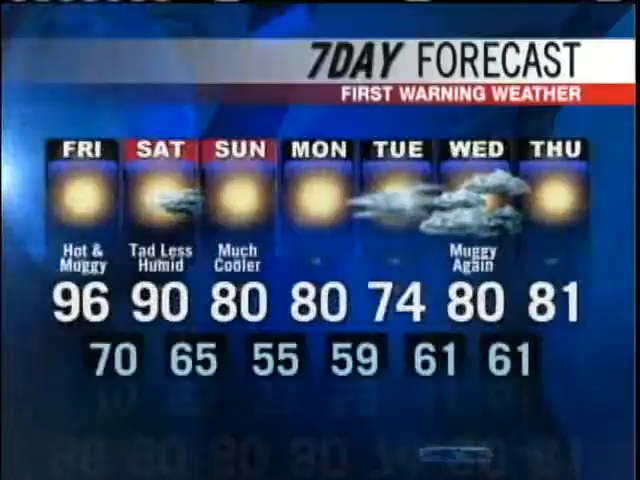 7DAY FORECAST
FIRST WARNING WEATHER
FRI SAT SUN MON TUE WED THU
Hot & Muggy Tad Less Humid Much Cooler Muggy Again
96 90 80 80 74 80 81
70 65 55 59 61 61